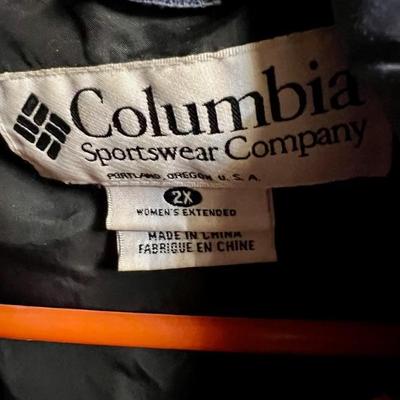 Columbia
Sportswear Company
PORTLAND, OREGON U.S.A.
2X
WOMEN'S EXTENDED
MADE IN CHINA
FABRIQUE EN CHINE